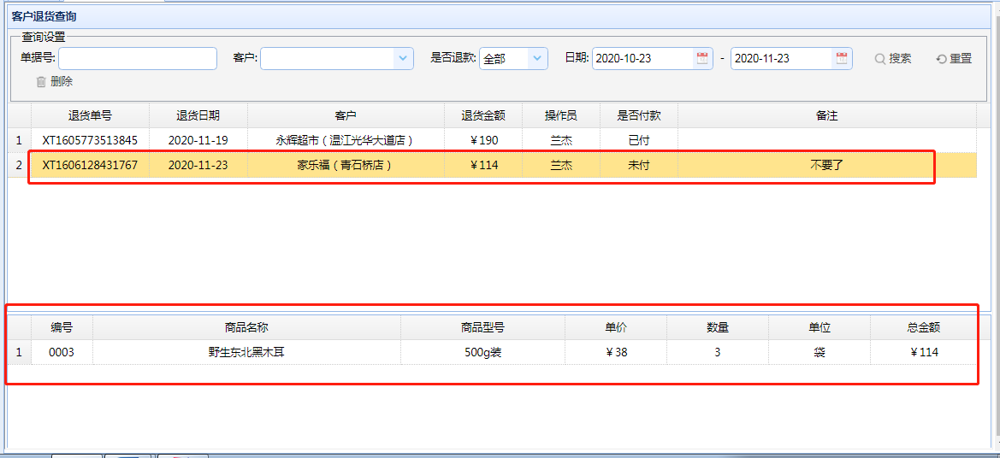 客户退货查询
查询设置
单据号: 客户: 是否退款: 全部 日期: 2020-10-23 - 2020-11-23 搜索 重置
删除
退货单号 退货日期 客户 退货金额 操作员 是否付款 备注
1 XT1605773513845 2020-11-19 永辉超市（温江光华大道店） ￥190 兰杰 已付
2 XT1606128431767 2020-11-23 家乐福（青石桥店） ￥114 兰杰 未付 不要了
编号 商品名称 商品型号 单价 数量 单位 总金额
1 0003 野生东北黑木耳 500g装 ￥38 3 袋 ￥114